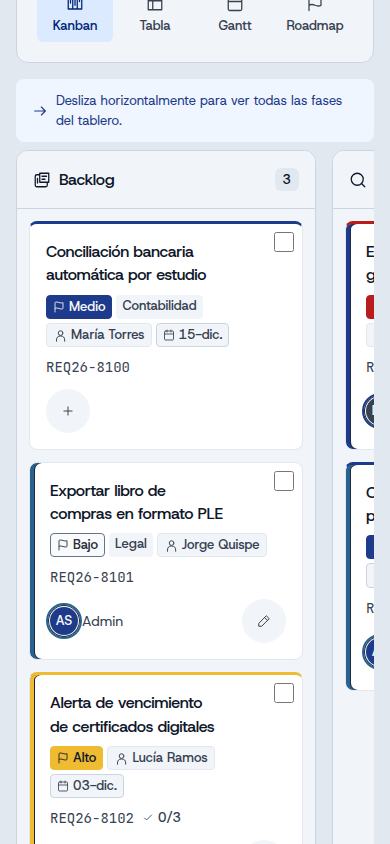 Kanban
Tabla
Gantt
Roadmap
Desliza horizontalmente para ver todas las fases
del tablero.
Backlog
3
Conciliación bancaria
automática por estudio
Medio
Contabilidad
María Torres
15-dic.
REQ26-8100
Exportar libro de
compras en formato PLE
Bajo
Legal
Jorge Quispe
REQ26-8101
AS
Admin
Alerta de vencimiento
de certificados digitales
Alto
Lucía Ramos
03-dic.
REQ26-8102
0/3